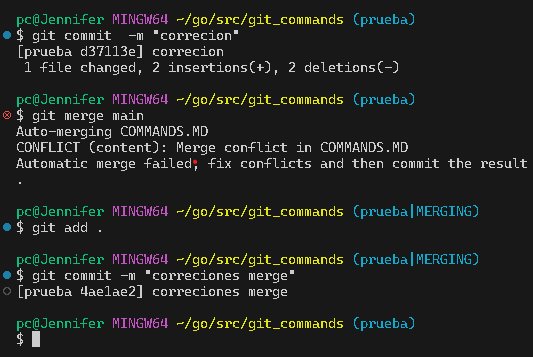 pc@Jennifer MINGW64 ~/go/src/git_commands (prueba)
$ git commit  -m "correcion"
[prueba d37113e] correcion
 1 file changed, 2 insertions(+), 2 deletions(-)
pc@Jennifer MINGW64 ~/go/src/git_commands (prueba)
$ git merge main
Auto-merging COMMANDS.MD
CONFLICT (content): Merge conflict in COMMANDS.MD
Automatic merge failed; fix conflicts and then commit the result
.
pc@Jennifer MINGW64 ~/go/src/git_commands (prueba|MERGING)
$ git add .
pc@Jennifer MINGW64 ~/go/src/git_commands (prueba|MERGING)
$ git commit -m "correciones merge"
[prueba 4ae1ae2] correciones merge
pc@Jennifer MINGW64 ~/go/src/git_commands (prueba)
$